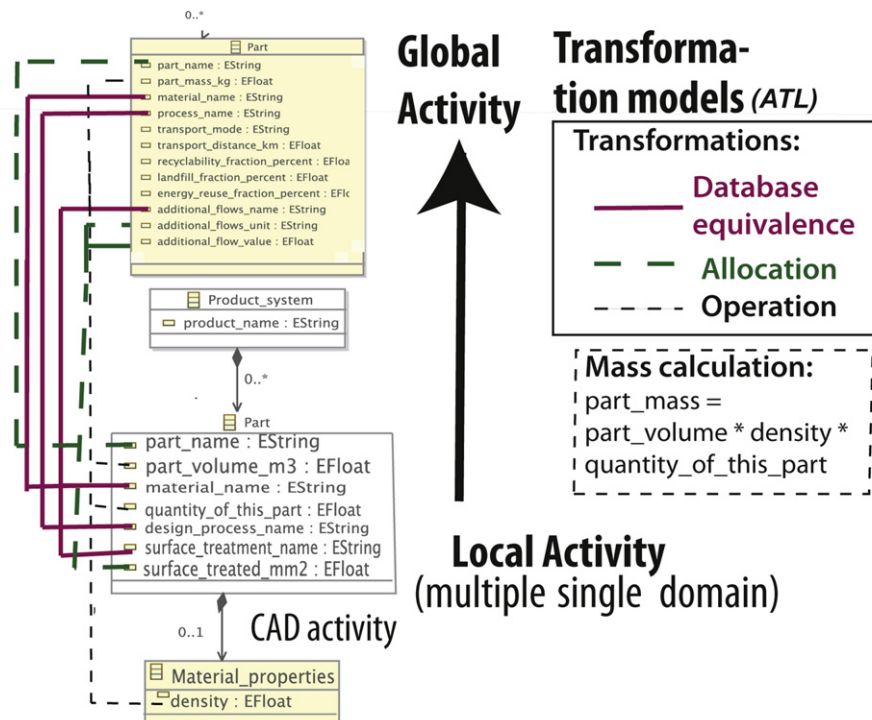 0..*
Part
part_name : EString
part_mass_kg : EFloat
material_name : EString
process_name : EString
transport_mode : EString
transport_distance_km : EFloat
recyclability_fraction_percent : EFloa
landfill_fraction_percent : EFloat
energy_reuse_fraction_percent : EFlo
additional_flows_name : EString
additional_flows_unit : EString
additional_flow_value : EFloat
Product_system
product_name : EString
0..*
Part
part_name : EString
part_volume_m3 : EFloat
material_name : EString
quantity_of_this_part : EFloat
design_process_name : EString
surface_treatment_name : EString
surface_treated_mm2 : EFloat
0..1
CAD activity
Material_properties
density : EFloat
Global
Activity
Local Activity
(multiple single domain)
Transforma-
tion models (ATL)
Transformations:
Database
equivalence
Allocation
Operation
Mass calculation:
part_mass =
part_volume * density *
quantity_of_this_part